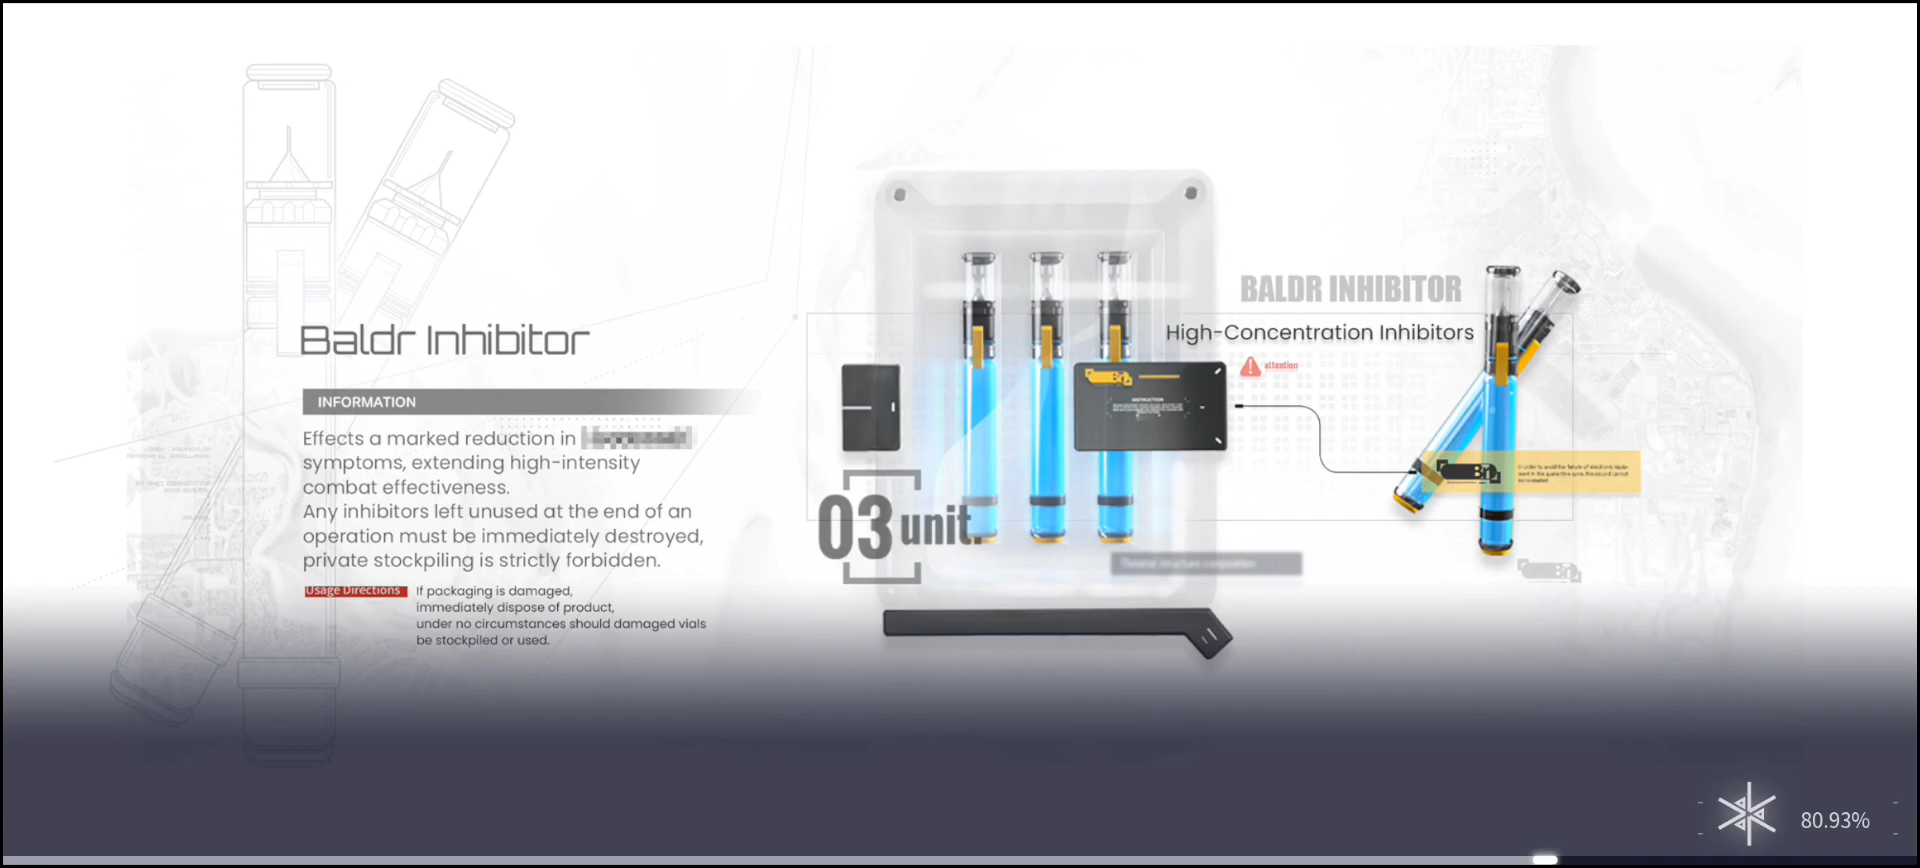 Baldr Inhibitor
INFORMATION
Effects a marked reduction in
symptoms, extending high-intensity
combat effectiveness.
Any inhibitors left unused at the end of an
operation must be immediately destroyed,
private stockpiling is strictly forbidden.
Usage Directions
If packaging is damaged,
immediately dispose of product,
under no circumstances should damaged vials
be stockpiled or used.
03 unit.
INSTRUCTION
BALDR INHIBITOR
High-Concentration Inhibitors
attention
80.93%